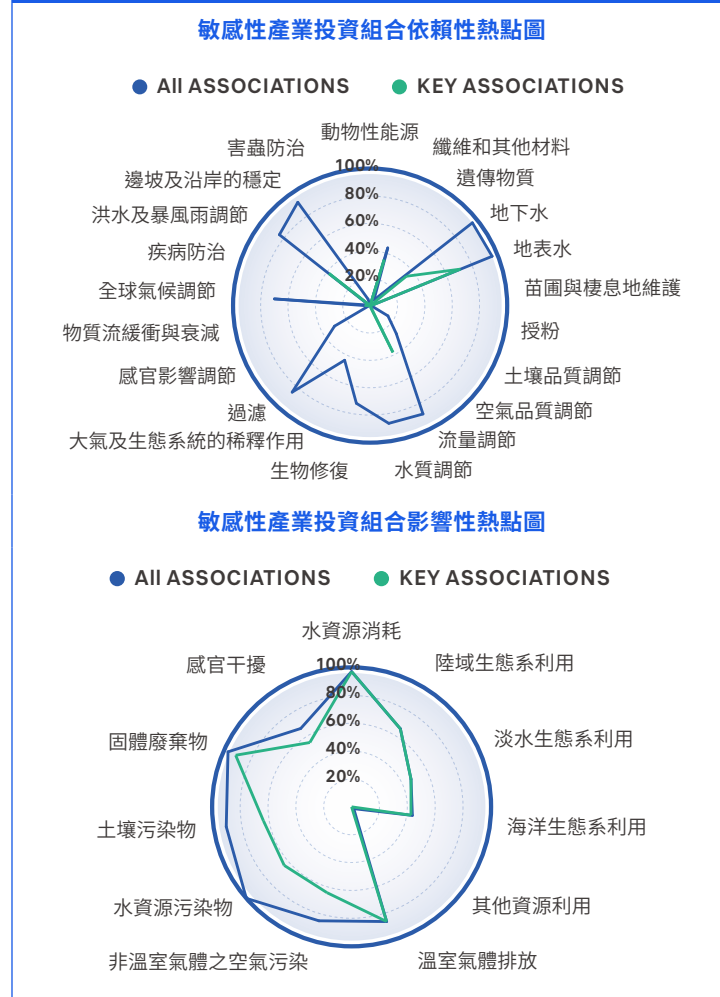 敏感性產業投資組合依賴性熱點圖
All ASSOCIATIONS
KEY ASSOCIATIONS
動物性能源
纖維和其他材料
遺傳物質
地下水
地表水
苗圃與棲息地維護
授粉
土壤品質調節
空氣品質調節
流量調節
水質調節
生物修復
大氣及生態系統的稀釋作用
過濾
感官影響調節
物質流緩衝與衰減
全球氣候調節
疾病防治
洪水及暴風雨調節
邊坡及沿岸的穩定
害蟲防治
100%
80%
60%
40%
20%
敏感性產業投資組合影響性熱點圖
All ASSOCIATIONS
KEY ASSOCIATIONS
水資源消耗
陸域生態系利用
淡水生態系利用
海洋生態系利用
其他資源利用
溫室氣體排放
非溫室氣體之空氣污染
水資源污染物
土壤污染物
固體廢棄物
感官干擾
100%
80%
60%
40%
20%